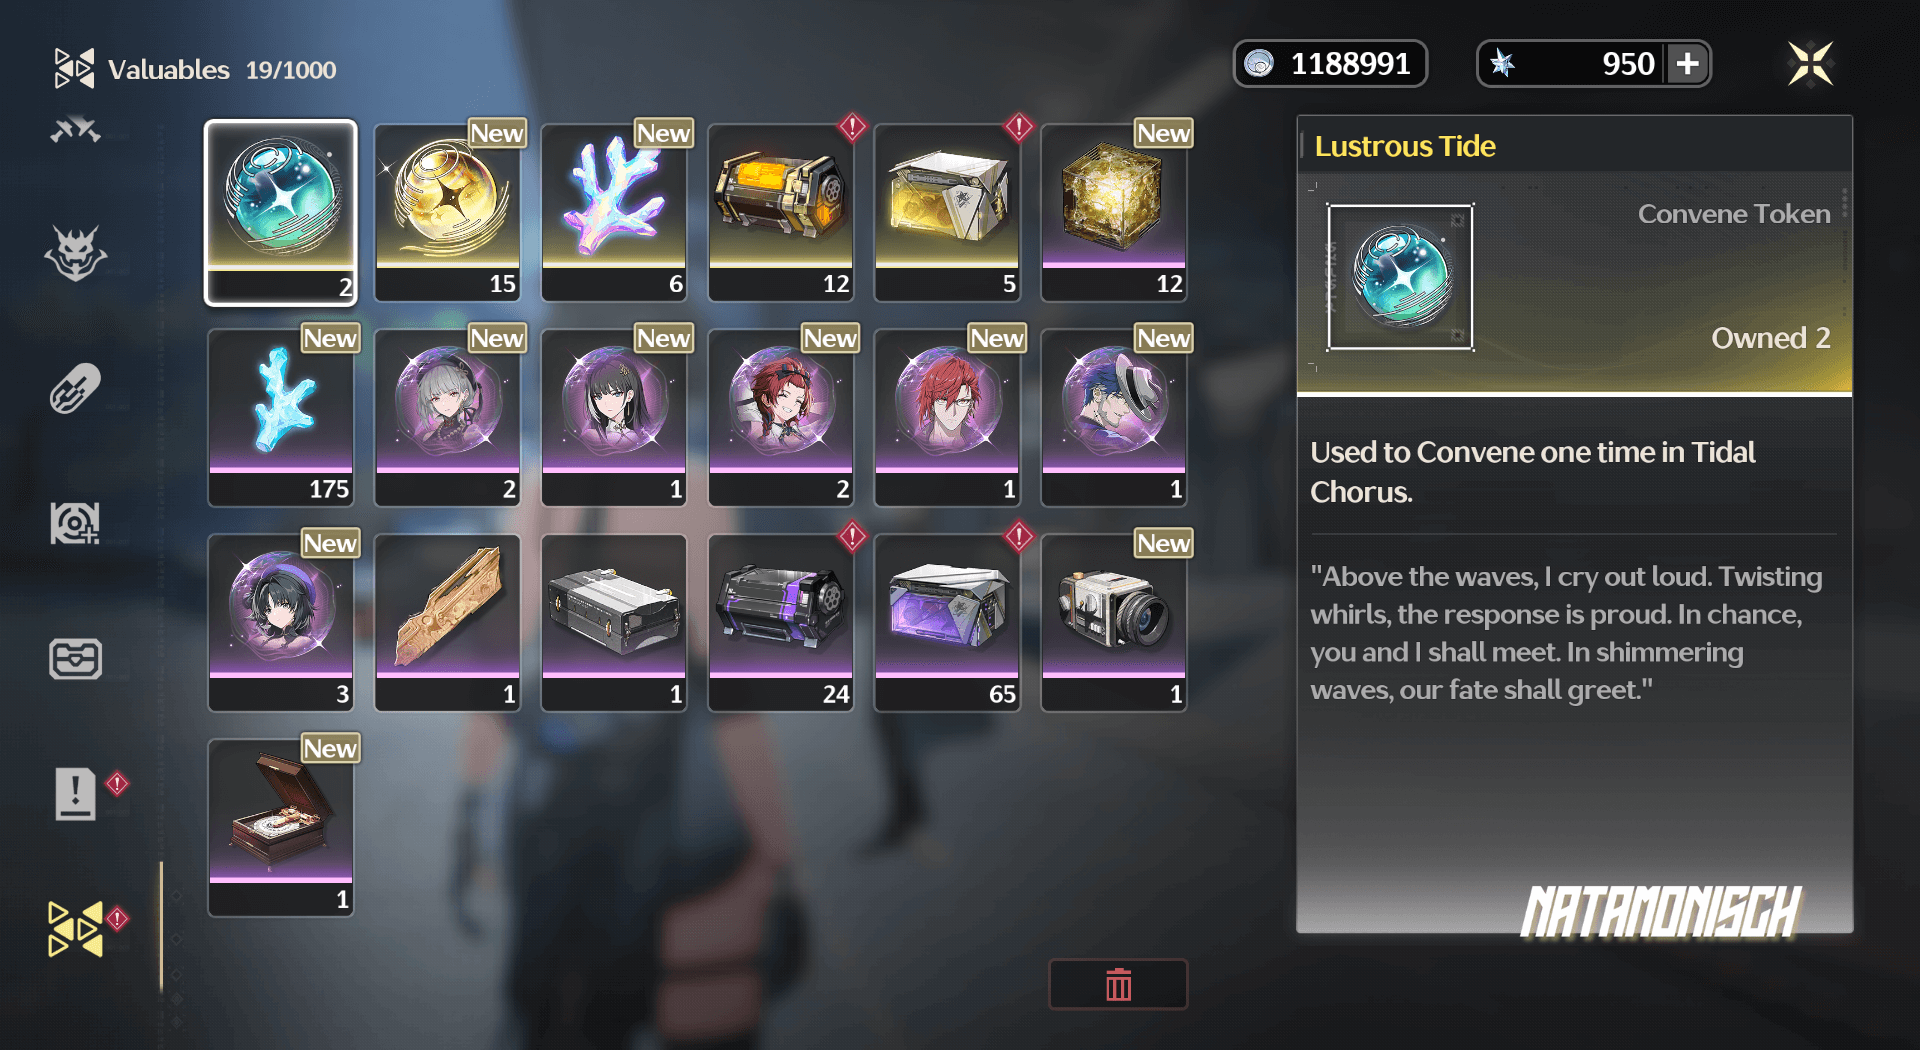 Valuables 19/1000
1188991
950
New
New
New
2
15
6
12
5
12
New
New
New
New
New
New
175
2
1
2
1
1
New
New
3
1
1
24
65
1
New
1
Lustrous Tide
Convene Token
Owned 2
Used to Convene one time in Tidal
Chorus.
"Above the waves, I cry out loud. Twisting
whirls, the response is proud. In chance,
you and I shall meet. In shimmering
waves, our fate shall greet."
NATAMONISCH